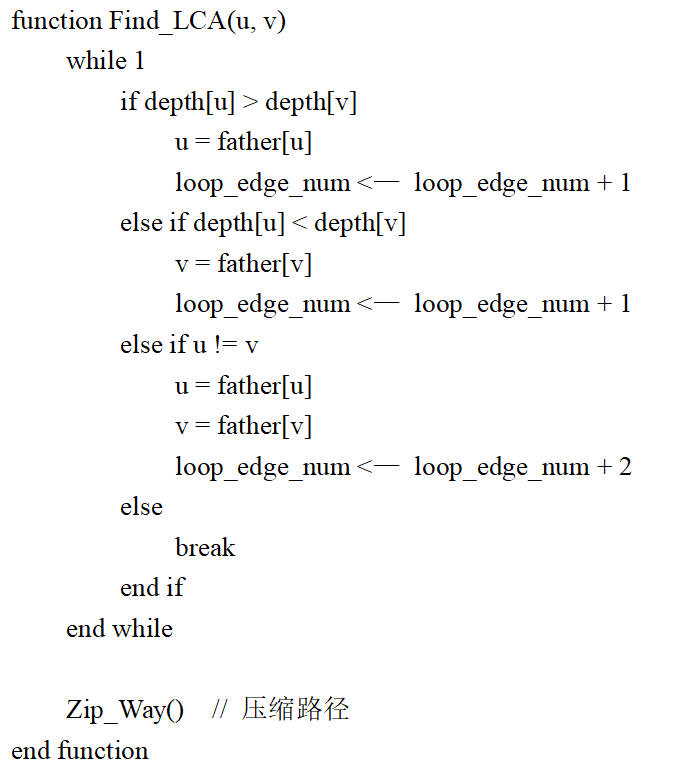 function Find_LCA(u, v)
while 1
if depth[u] > depth[v]
u = father[u]
loop_edge_num <— loop_edge_num + 1
else if depth[u] < depth[v]
v = father[v]
loop_edge_num <— loop_edge_num + 1
else if u != v
u = father[u]
v = father[v]
loop_edge_num <— loop_edge_num + 2
else
break
end if
end while
Zip_Way() // 压缩路径
end function